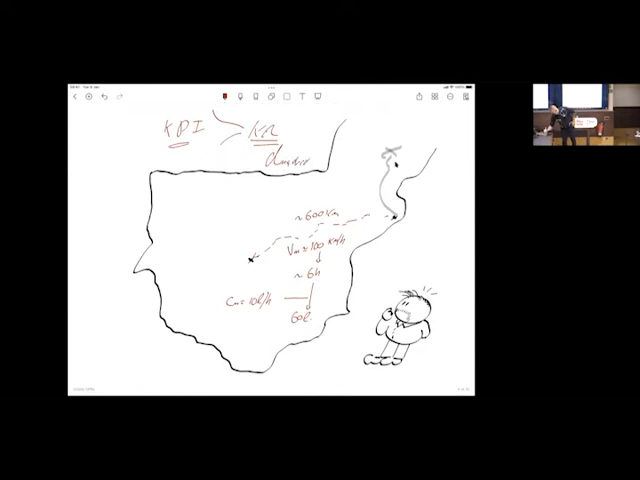 KPI
KR
~600 Km
Vm = 100 Km/h
~ 6h
Cm = 10l/h
60l.